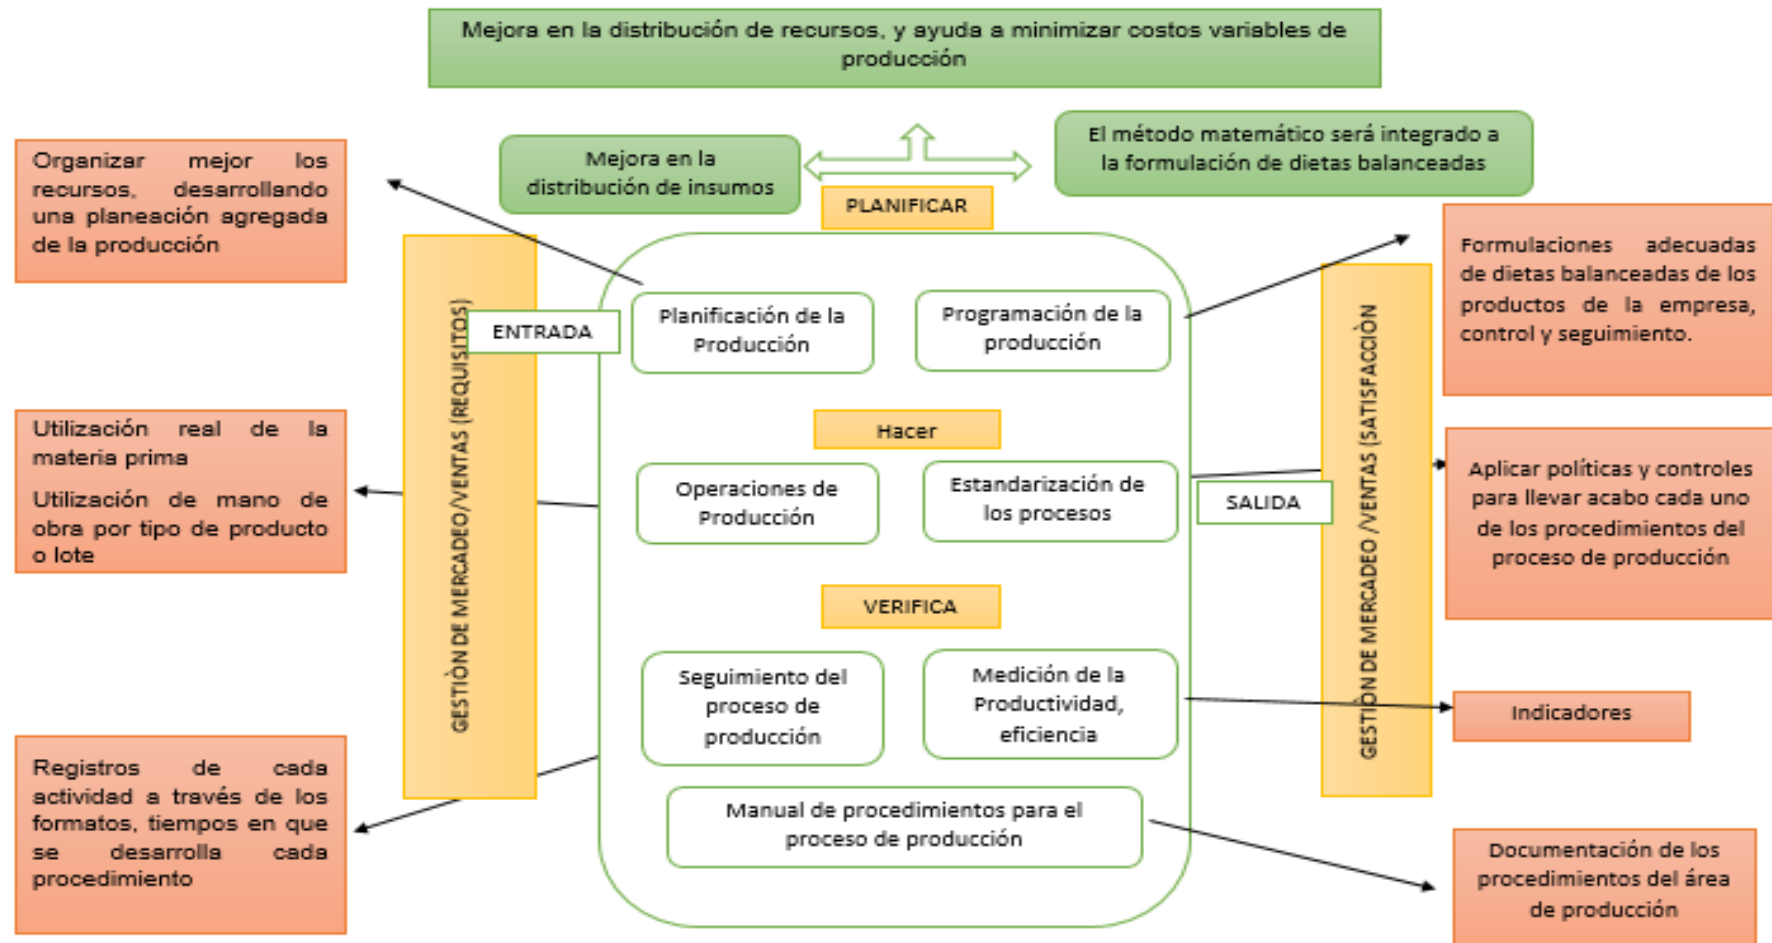 Mejora en la distribución de recursos, y ayuda a minimizar costos variables de
producción
Mejora en la
distribución de insumos
El método matemático será integrado a
la formulación de dietas balanceadas
PLANIFICAR
Organizar mejor los
recursos, desarrollando
una planeación agregada
de la producción
GESTIÒN DE MERCADEO/VENTAS (REQUISITOS)
ENTRADA
Planificación de la
Producción
Programación de la
producción
Formulaciones adecuadas
de dietas balanceadas de los
productos de la empresa,
control y seguimiento.
Hacer
Utilización real de la
materia prima
Utilización de mano de
obra por tipo de producto
o lote
Operaciones de
Producción
Estandarización de
los procesos
SALIDA
GESTIÒN DE MERCADEO /VENTAS (SATISFACCIÒN
Aplicar políticas y controles
para llevar acabo cada uno
de los procedimientos del
proceso de producción
VERIFICA
Seguimiento del
proceso de
producción
Medición de la
Productividad,
eficiencia
Indicadores
Registros de cada
actividad a través de los
formatos, tiempos en que
se desarrolla cada
procedimiento
Manual de procedimientos para el
proceso de producción
Documentación de los
procedimientos del área
de producción